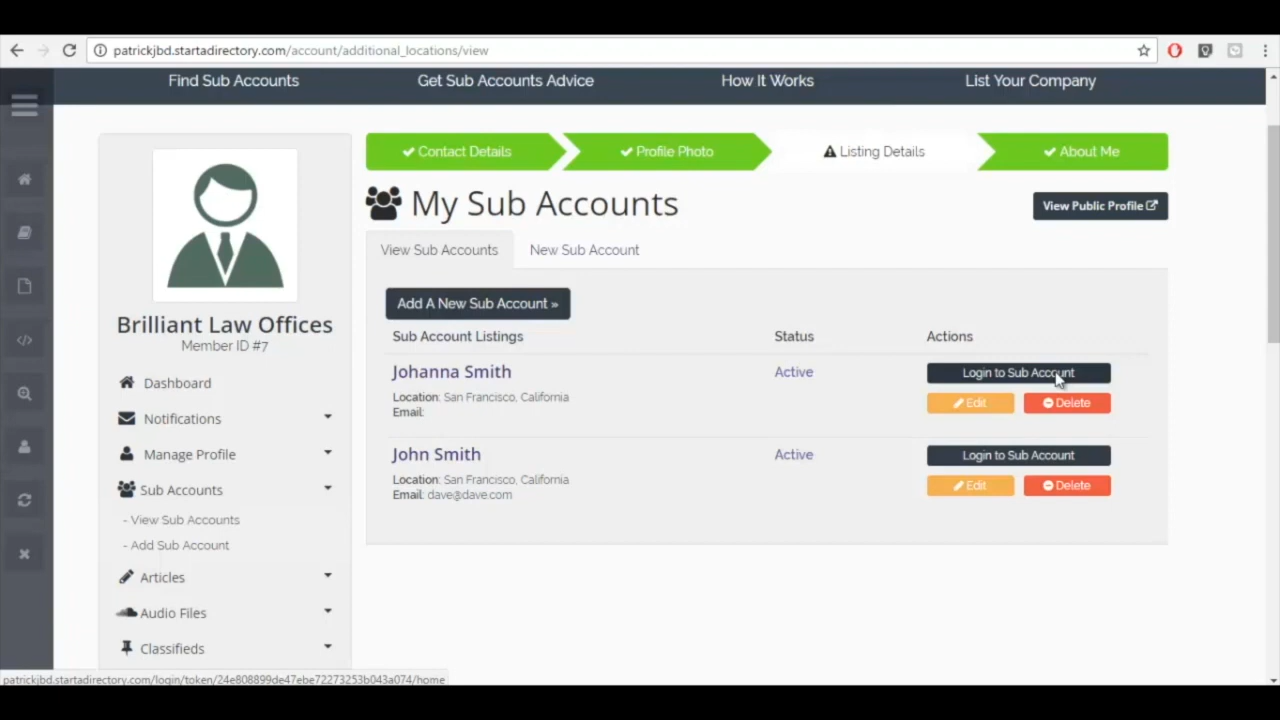 patrickjbd.startadirectory.com/account/additional_locations/view
Find Sub Accounts
Get Sub Accounts Advice
How It Works
List Your Company
Contact Details
Profile Photo
Listing Details
About Me
My Sub Accounts
View Public Profile
View Sub Accounts
New Sub Account
Add A New Sub Account »
Sub Account Listings
Status
Actions
Johanna Smith
Active
Login to Sub Account
Location: San Francisco, California
Email:
Edit
Delete
John Smith
Active
Login to Sub Account
Location: San Francisco, California
Email: dave@dave.com
Edit
Delete
Brilliant Law Offices
Member ID #7
Dashboard
Notifications
Manage Profile
Sub Accounts
- View Sub Accounts
- Add Sub Account
Articles
Audio Files
Classifieds
patrickjbd.startadirectory.com/login/token/24e808899de47ebe72273253b043a074/home